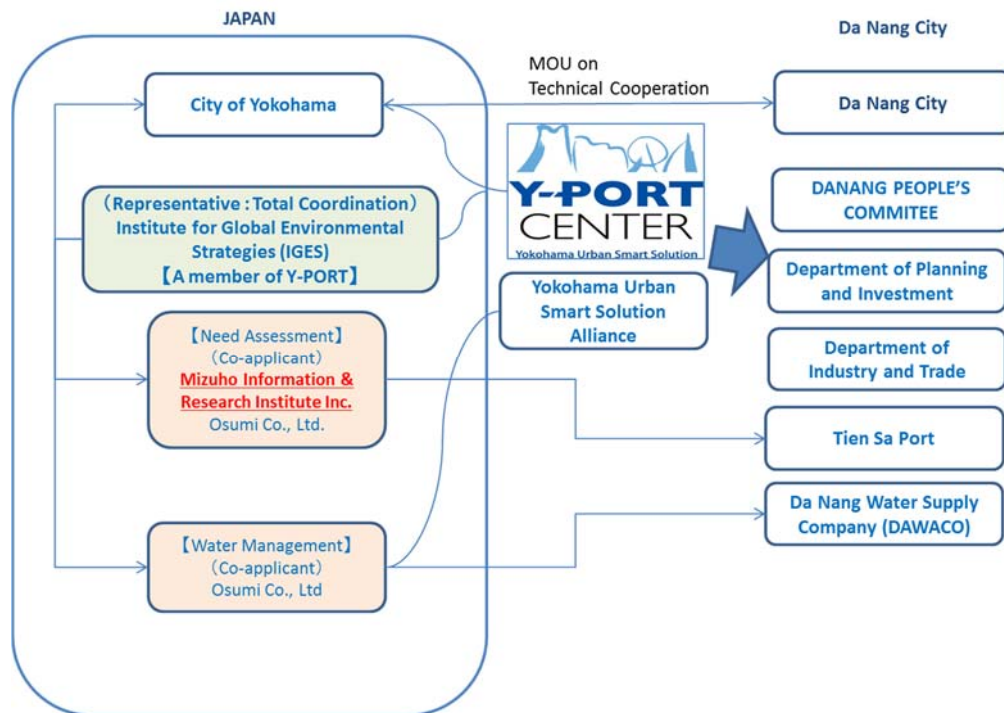 JAPAN
City of Yokohama
（Representative : Total Coordination）
Institute for Global Environmental
Strategies (IGES)
【A member of Y-PORT】
【Need Assessment】
（Co-applicant）
Mizuho Information &
Research Institute Inc.
Osumi Co., Ltd.
【Water Management】
（Co-applicant）
Osumi Co., Ltd
MOU on
Technical Cooperation
Y-PORT
CENTER
Yokohama Urban Smart Solution
Yokohama Urban
Smart Solution
Alliance
Da Nang City
Da Nang City
DANANG PEOPLE'S
COMMITEE
Department of Planning
and Investment
Department of
Industry and Trade
Tien Sa Port
Da Nang Water Supply
Company (DAWACO)